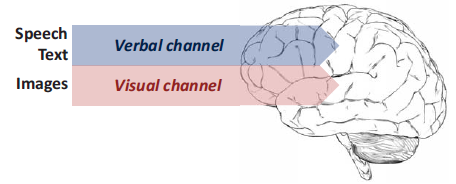 Speech
Text
Verbal channel
Images
Visual channel